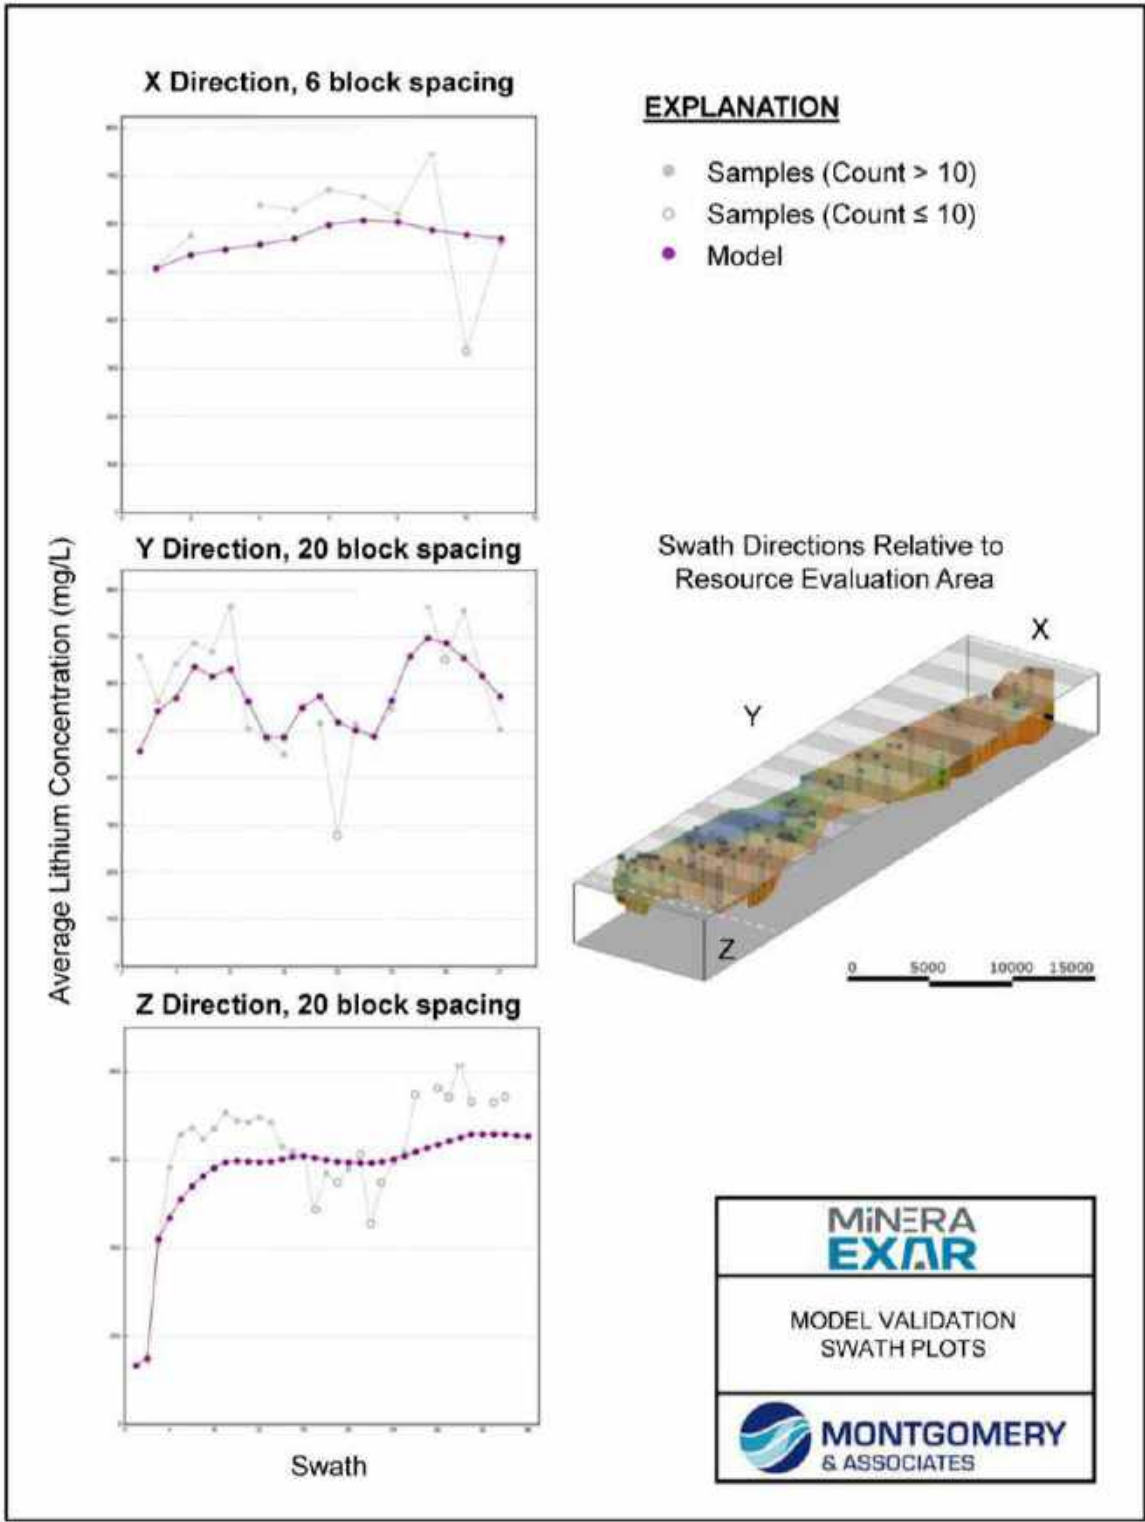 X Direction, 6 block spacing
EXPLANATION
Samples (Count > 10)
Samples (Count ≤ 10)
Model
Average Lithium Concentration (mg/L)
Y Direction, 20 block spacing
Swath Directions Relative to
Resource Evaluation Area
X
Y
Z
0 5000 10000 15000
Z Direction, 20 block spacing
Swath
MINERA
EXAR
MODEL VALIDATION
SWATH PLOTS
MONTGOMERY
& ASSOCIATES